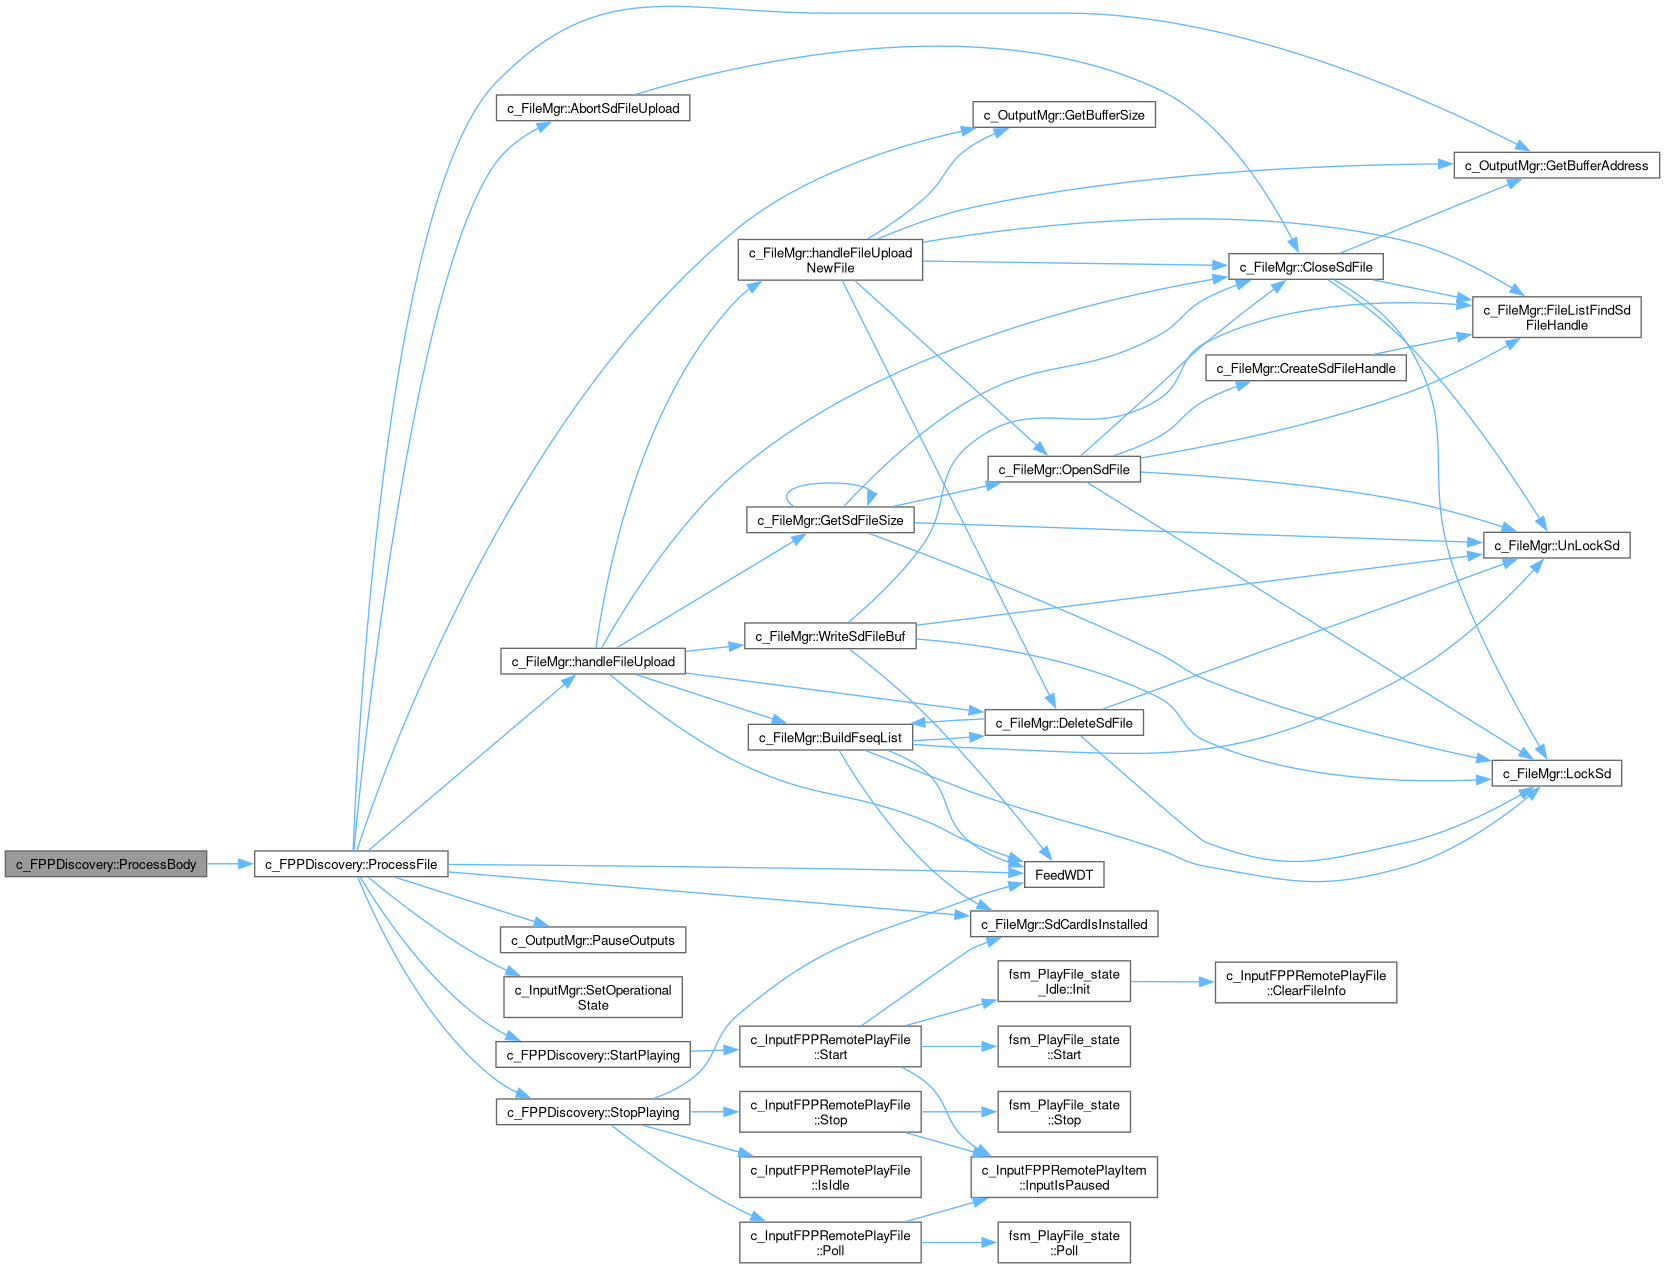 c_FileMgr::AbortSdFileUpload
c_OutputMgr::GetBufferSize
c_OutputMgr::GetBufferAddress
c_FileMgr::handleFileUpload
NewFile
c_FileMgr::CloseSdFile
c_FileMgr::FileListFindSd
FileHandle
c_FileMgr::CreateSdFileHandle
c_FileMgr::OpenSdFile
c_FileMgr::GetSdFileSize
c_FileMgr::UnLockSd
c_FileMgr::WriteSdFileBuf
c_FileMgr::handleFileUpload
c_FileMgr::DeleteSdFile
c_FileMgr::BuildFseqList
c_FileMgr::LockSd
c_FPPDiscovery::ProcessBody
c_FPPDiscovery::ProcessFile
FeedWDT
c_FileMgr::SdCardIsInstalled
c_OutputMgr::PauseOutputs
c_InputMgr::SetOperational
State
fsm_PlayFile_state
_Idle::Init
c_InputFPPRemotePlayFile
::ClearFileInfo
c_FPPDiscovery::StartPlaying
c_InputFPPRemotePlayFile
::Start
fsm_PlayFile_state
::Start
c_FPPDiscovery::StopPlaying
c_InputFPPRemotePlayFile
::Stop
fsm_PlayFile_state
::Stop
c_InputFPPRemotePlayFile
::IsIdle
c_InputFPPRemotePlayItem
::InputIsPaused
c_InputFPPRemotePlayFile
::Poll
fsm_PlayFile_state
::Poll